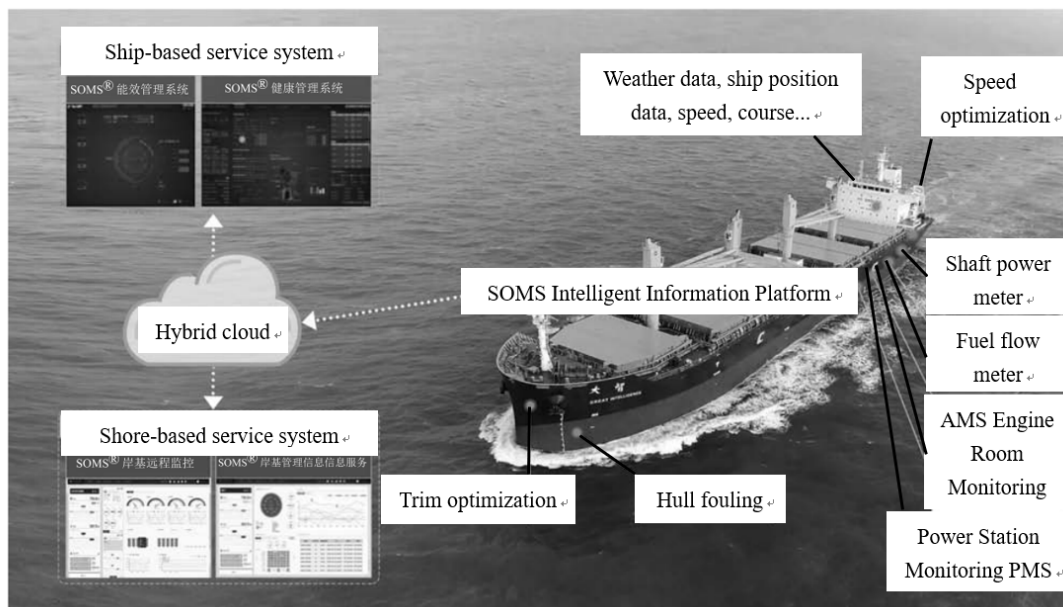 Ship-based service system
SOMS® 能效管理系统
SOMS® 健康管理系统
Weather data, ship position
data, speed, course...
Speed
optimization
Shaft power
meter
SOMS Intelligent Information Platform
Hybrid cloud
Fuel flow
meter
大 智
GREAT INTELLIGENCE
AMS Engine
Room
Monitoring
Shore-based service system
SOMS® 岸基远程监控
SOMS® 岸基管理信息信息服务
Trim optimization
Hull fouling
Power Station
Monitoring PMS